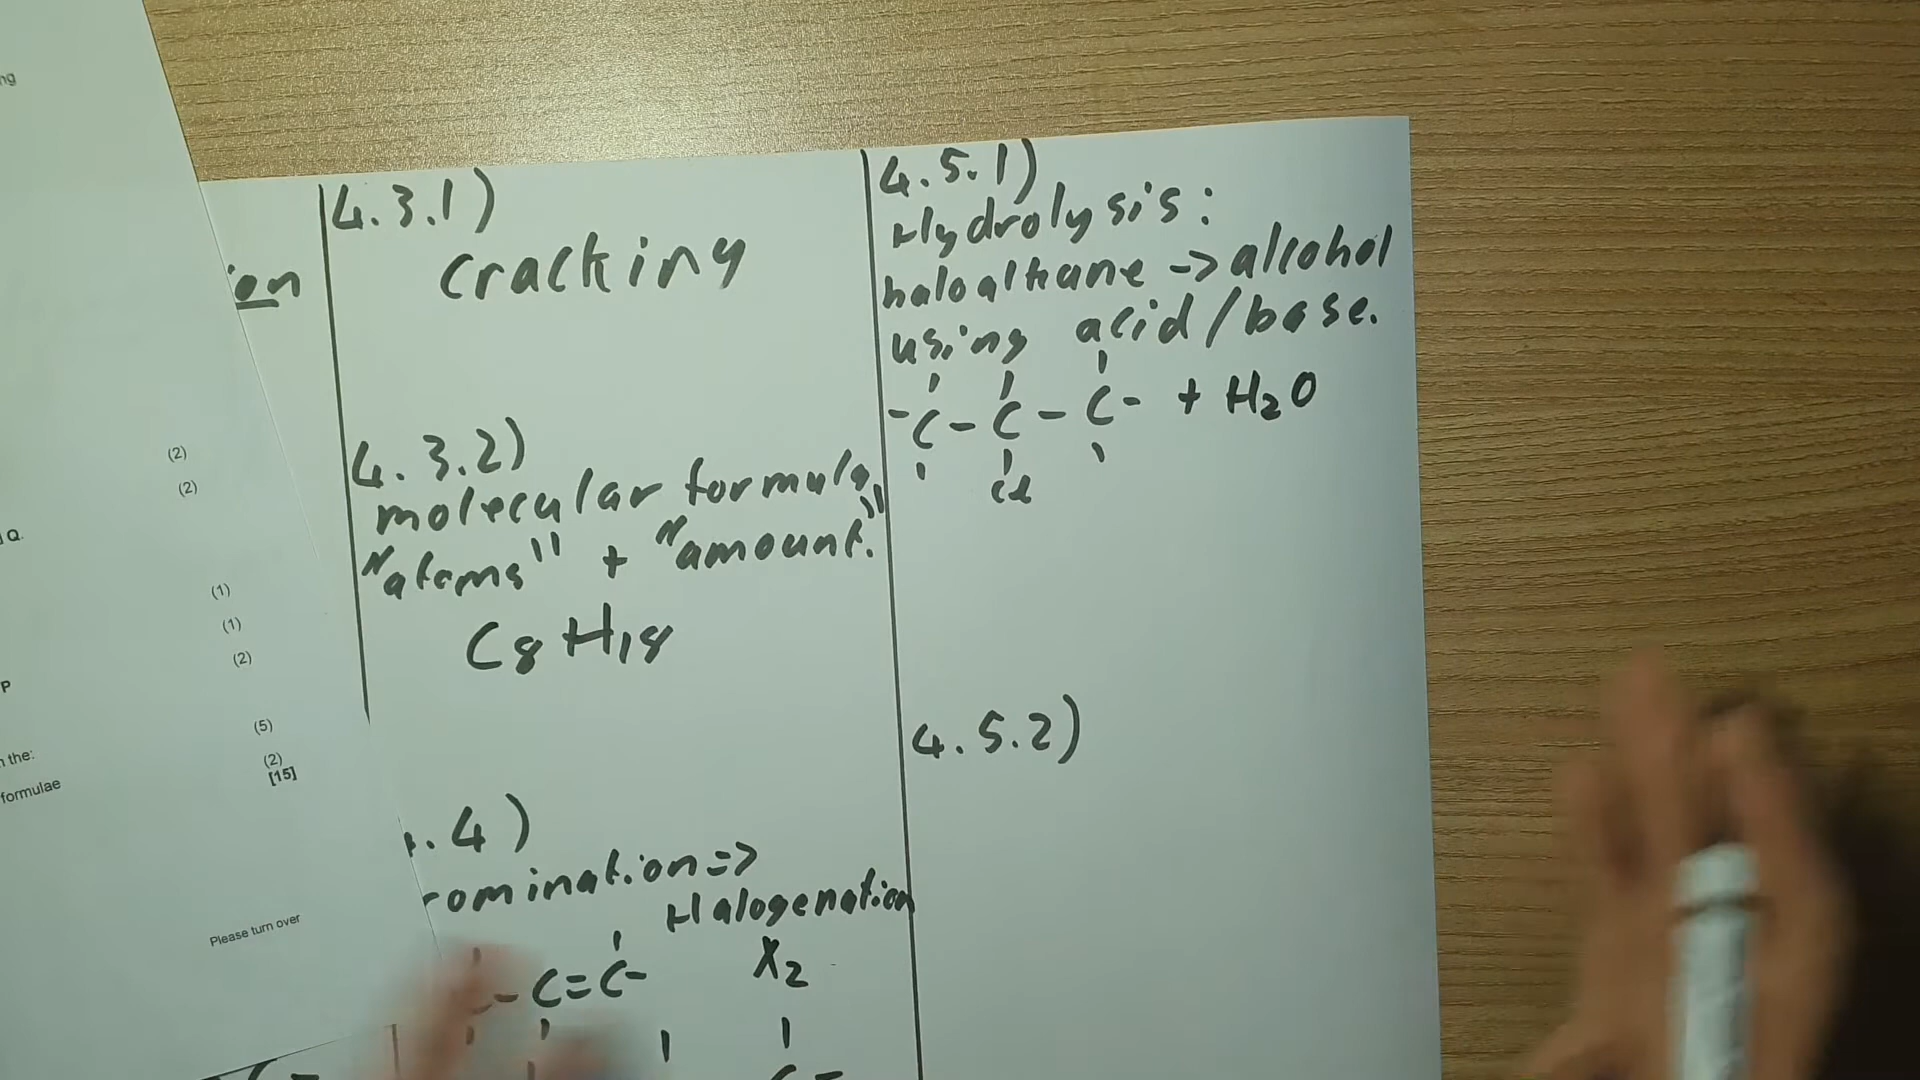 ng
(2)
(2)
Q.
(1)
(1)
(2)
P
(5)
the:
(2)
formulae
[15]
Please turn over
on
4.3.1)
cracking
4.3.2)
molecular formula
"atoms" + "amount."
C8H18
.4)
romination=>
Halogenation
-C=C-
X2
4.5.1)
Hydrolysis:
haloalkane -> alcohol
using acid/base.
-C-C-C- + H2O
Cl
4.5.2)